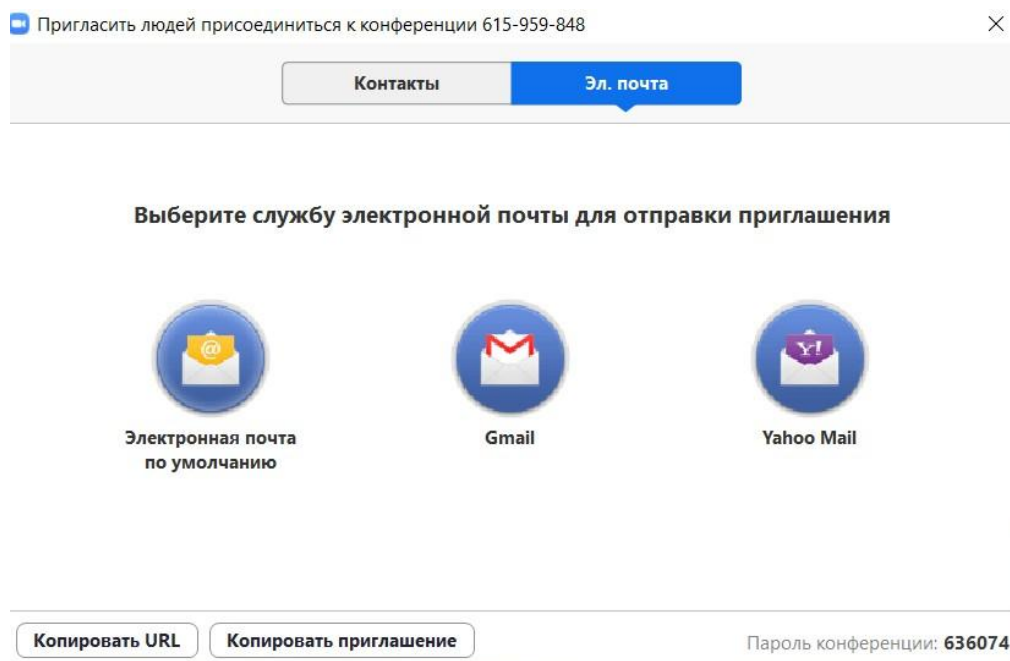 Пригласить людей присоединиться к конференции 615-959-848
Контакты
Эл. почта
Выберите службу электронной почты для отправки приглашения
@
Y!
Электронная почта
по умолчанию
Gmail
Yahoo Mail
Копировать URL
Копировать приглашение
Пароль конференции: 636074